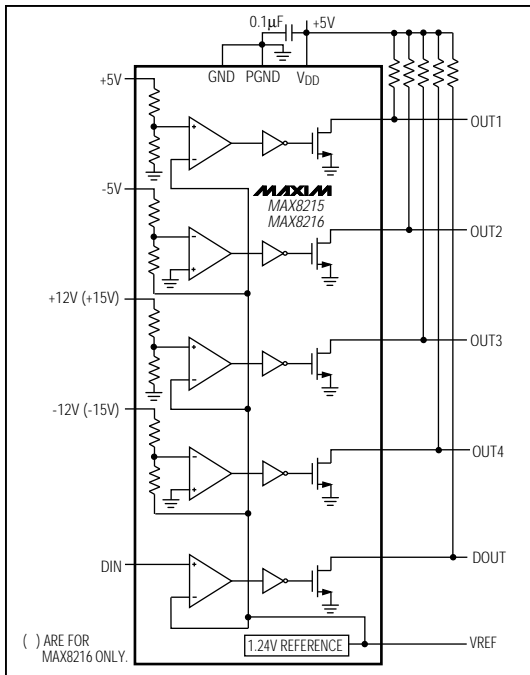 0.1µF
+5V
GND PGND VDD
+5V
OUT1
MAXIM
MAX8215
MAX8216
-5V
OUT2
+12V (+15V)
OUT3
-12V (-15V)
OUT4
DIN
DOUT
1.24V REFERENCE
VREF
( ) ARE FOR
MAX8216 ONLY.
+
-
-
+
+
-
-
+
+
-